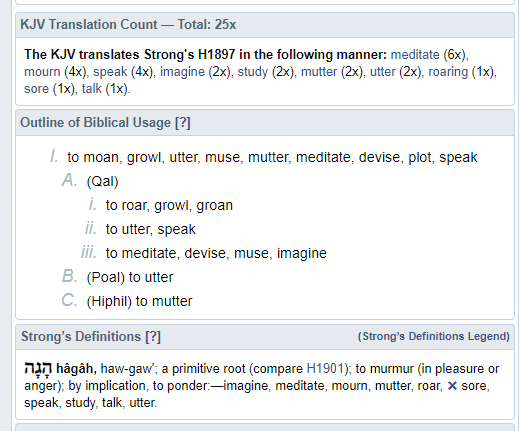 KJV Translation Count — Total: 25x
The KJV translates Strong's H1897 in the following manner: meditate (6x),
mourn (4x), speak (4x), imagine (2x), study (2x), mutter (2x), utter (2x), roaring (1x),
sore (1x), talk (1x).
Outline of Biblical Usage [?]
I. to moan, growl, utter, muse, mutter, meditate, devise, plot, speak
A. (Qal)
i. to roar, growl, groan
ii. to utter, speak
iii. to meditate, devise, muse, imagine
B. (Poal) to utter
C. (Hiphil) to mutter
Strong's Definitions [?] (Strong's Definitions Legend)
הָגָה hâgâh, haw-gaw'; a primitive root (compare H1901); to murmur (in pleasure or
anger); by implication, to ponder:—imagine, meditate, mourn, mutter, roar, × sore,
speak, study, talk, utter.